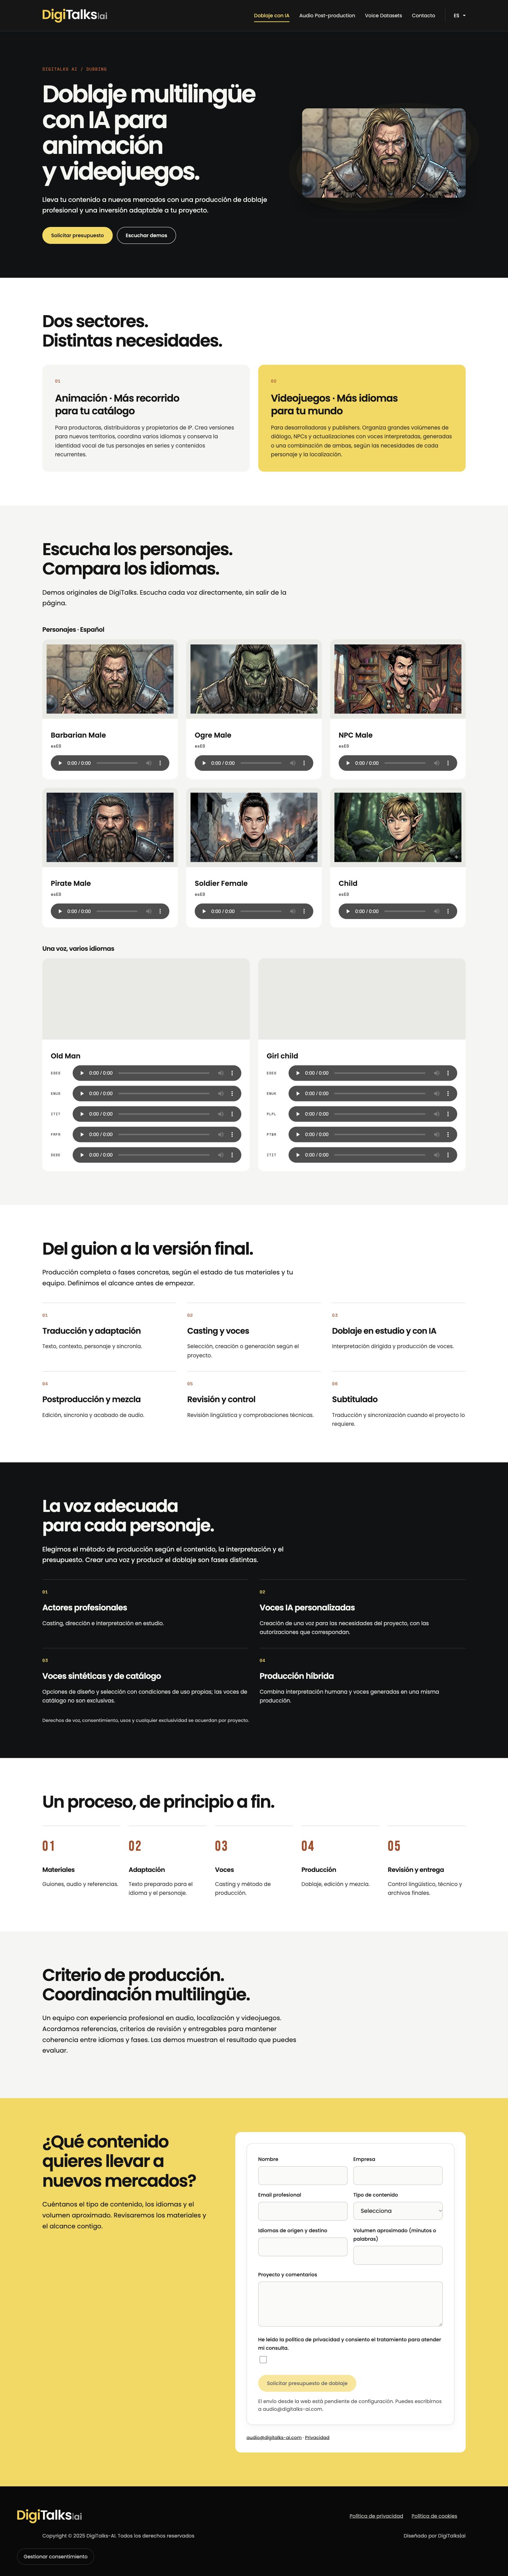 DigiTalks|ai
Doblaje con IA
Audio Post-production
Voice Datasets
Contacto
ES
DIGITALKS AI / DUBBING
Doblaje multilingüe
con IA para
animación
y videojuegos.
Lleva tu contenido a nuevos mercados con una producción de doblaje
profesional y una inversión adaptable a tu proyecto.
Solicitar presupuesto
Escuchar demos
Dos sectores.
Distintas necesidades.
01
Animación · Más recorrido
para tu catálogo
Para productoras, distribuidoras y propietarios de IP. Crea versiones
para nuevos territorios, coordina varios idiomas y conserva la
identidad vocal de tus personajes en series y contenidos
recurrentes.
02
Videojuegos · Más idiomas
para tu mundo
Para desarrolladoras y publishers. Organiza grandes volúmenes de
diálogo, NPCs y actualizaciones con voces interpretadas, generadas
o una combinación de ambas, según las necesidades de cada
personaje y la localización.
Escucha los personajes.
Compara los idiomas.
Demos originales de DigiTalks. Escucha cada voz directamente, sin salir de la
página.
Personajes · Español
Barbarian Male
esES
0:00 / 0:00
Ogre Male
esES
0:00 / 0:00
NPC Male
esES
0:00 / 0:00
Pirate Male
esES
0:00 / 0:00
Soldier Female
esES
0:00 / 0:00
Child
esES
0:00 / 0:00
Una voz, varios idiomas
Old Man
ESES
0:00 / 0:00
ENUS
0:00 / 0:00
ITIT
0:00 / 0:00
FRFR
0:00 / 0:00
DEDE
0:00 / 0:00
Girl child
ESES
0:00 / 0:00
ENUK
0:00 / 0:00
PLPL
0:00 / 0:00
PTBR
0:00 / 0:00
ITIT
0:00 / 0:00
Del guion a la versión final.
Producción completa o fases concretas, según el estado de tus materiales y tu
equipo. Definimos el alcance antes de empezar.
01
Traducción y adaptación
Texto, contexto, personaje y sincronía.
02
Casting y voces
Selección, creación o generación según el
proyecto.
03
Doblaje en estudio y con IA
Interpretación dirigida y producción de voces.
04
Postproducción y mezcla
Edición, sincronía y acabado de audio.
05
Revisión y control
Revisión lingüística y comprobaciones técnicas.
06
Subtitulado
Traducción y sincronización cuando el proyecto lo
requiere.
La voz adecuada
para cada personaje.
Elegimos el método de producción según el contenido, la interpretación y el
presupuesto. Crear una voz y producir el doblaje son fases distintas.
01
Actores profesionales
Casting, dirección e interpretación en estudio.
02
Voces IA personalizadas
Creación de una voz para las necesidades del proyecto, con las
autorizaciones que correspondan.
03
Voces sintéticas y de catálogo
Opciones de diseño y selección con condiciones de uso propias; las voces de
catálogo no son exclusivas.
04
Producción híbrida
Combina interpretación humana y voces generadas en una misma
producción.
Derechos de voz, consentimiento, usos y cualquier exclusividad se acuerdan por proyecto.
Un proceso, de principio a fin.
01
Materiales
Guiones, audio y referencias.
02
Adaptación
Texto preparado para el
idioma y el personaje.
03
Voces
Casting y método de
producción.
04
Producción
Doblaje, edición y mezcla.
05
Revisión y entrega
Control lingüístico, técnico y
archivos finales.
Criterio de producción.
Coordinación multilingüe.
Un equipo con experiencia profesional en audio, localización y videojuegos.
Acordamos referencias, criterios de revisión y entregables para mantener
coherencia entre idiomas y fases. Las demos muestran el resultado que puedes
evaluar.
¿Qué contenido
quieres llevar a
nuevos mercados?
Cuéntanos el tipo de contenido, los idiomas y el
volumen aproximado. Revisaremos los materiales y
el alcance contigo.
Nombre
Empresa
Email profesional
Tipo de contenido
Selecciona
Idiomas de origen y destino
Volumen aproximado (minutos o
palabras)
Proyecto y comentarios
He leído la política de privacidad y consiento el tratamiento para atender
mi consulta.
Solicitar presupuesto de doblaje
El envío desde la web está pendiente de configuración. Puedes escribirnos
a audio@digitalks-ai.com.
audio@digitalks-ai.com · Privacidad
DigiTalks|ai
Política de privacidad
Política de cookies
Copyright © 2025 DigiTalks-AI. Todos los derechos reservados
Diseñado por DigiTalks|ai
Gestionar consentimiento